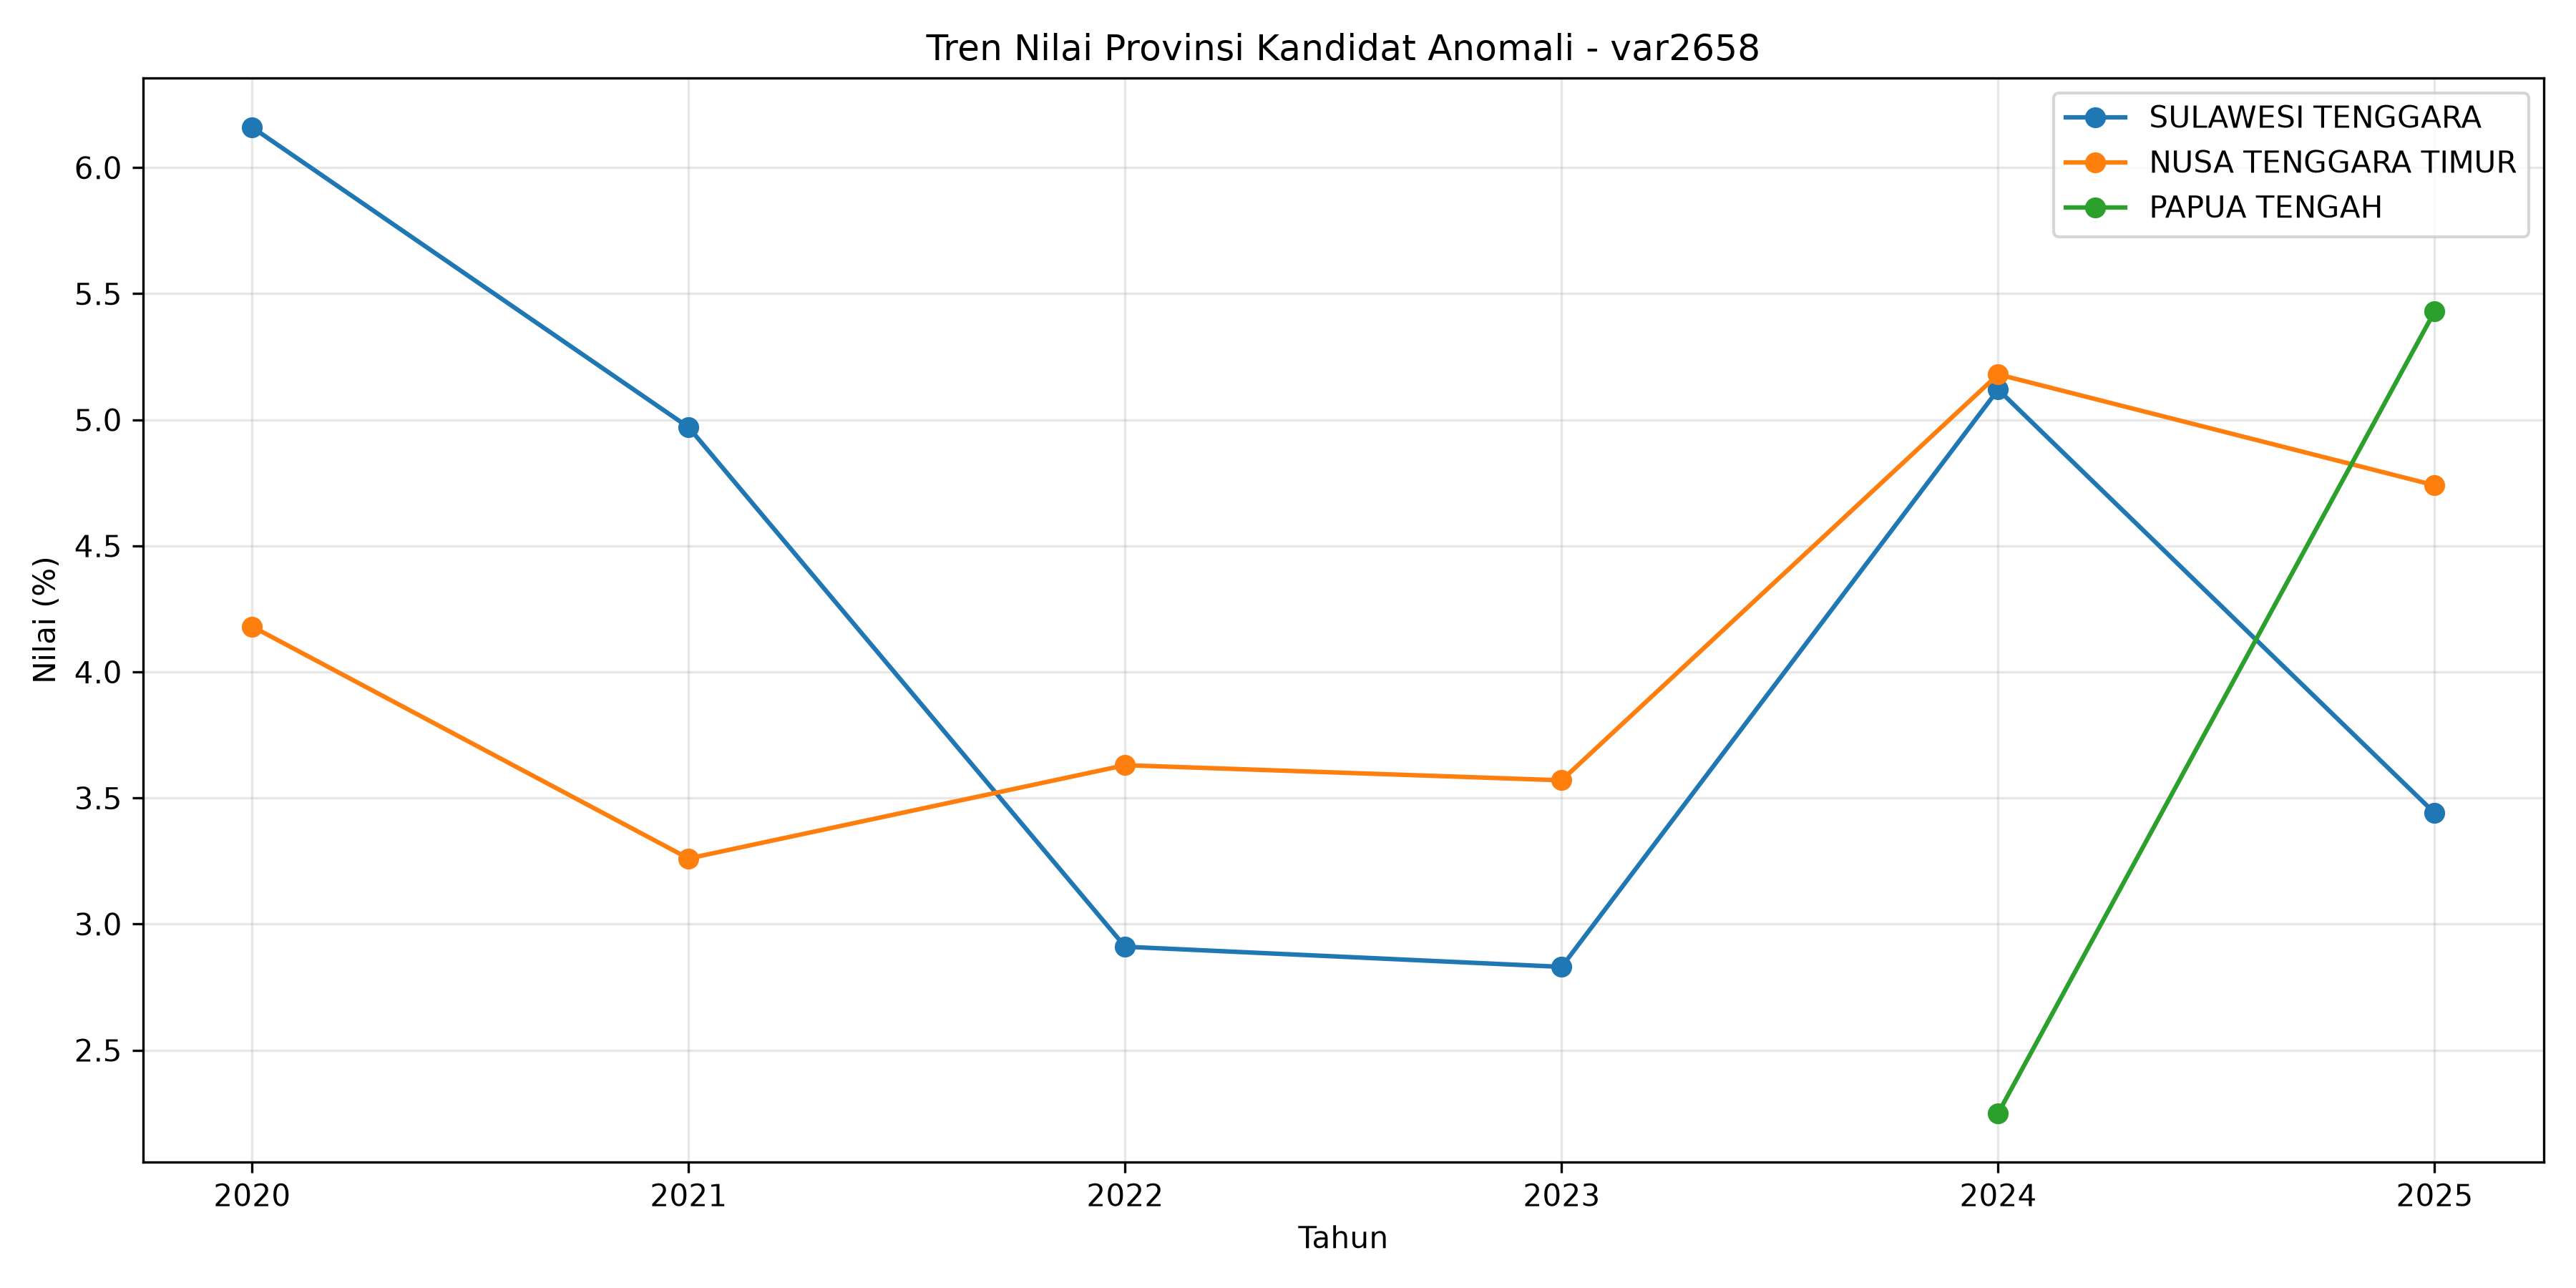 Tren Nilai Provinsi Kandidat Anomali - var2658
SULAWESI TENGGARA
NUSA TENGGARA TIMUR
PAPUA TENGAH
6.0
5.5
5.0
4.5
4.0
3.5
3.0
2.5
Nilai (%)
2020 2021 2022 2023 2024 2025
Tahun